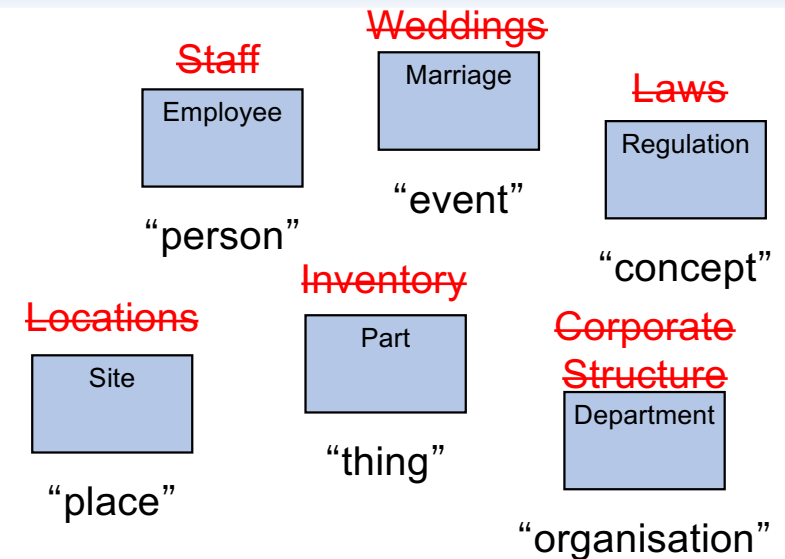 Staff
Employee
“person”
Weddings
Marriage
“event”
Laws
Regulation
“concept”
Locations
Site
“place”
Inventory
Part
“thing”
Corporate
Structure
Department
“organisation”